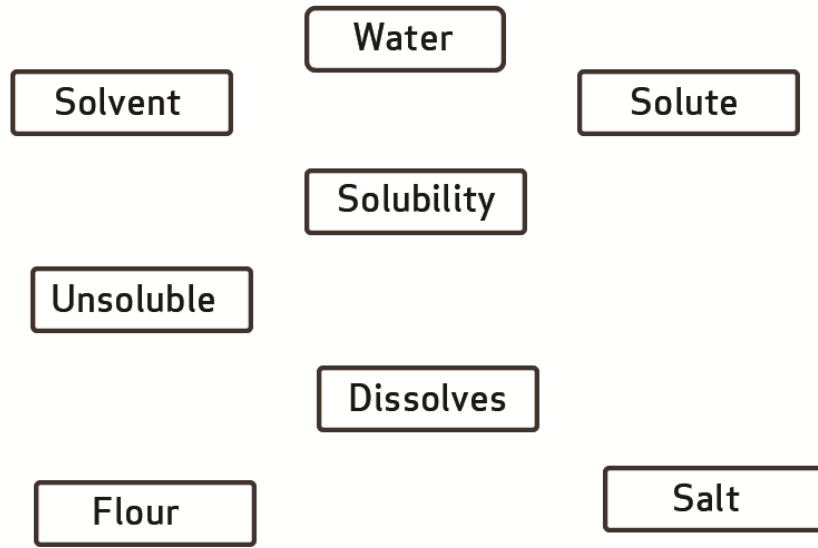 Water
Solvent
Solute
Solubility
Unsoluble
Dissolves
Flour
Salt